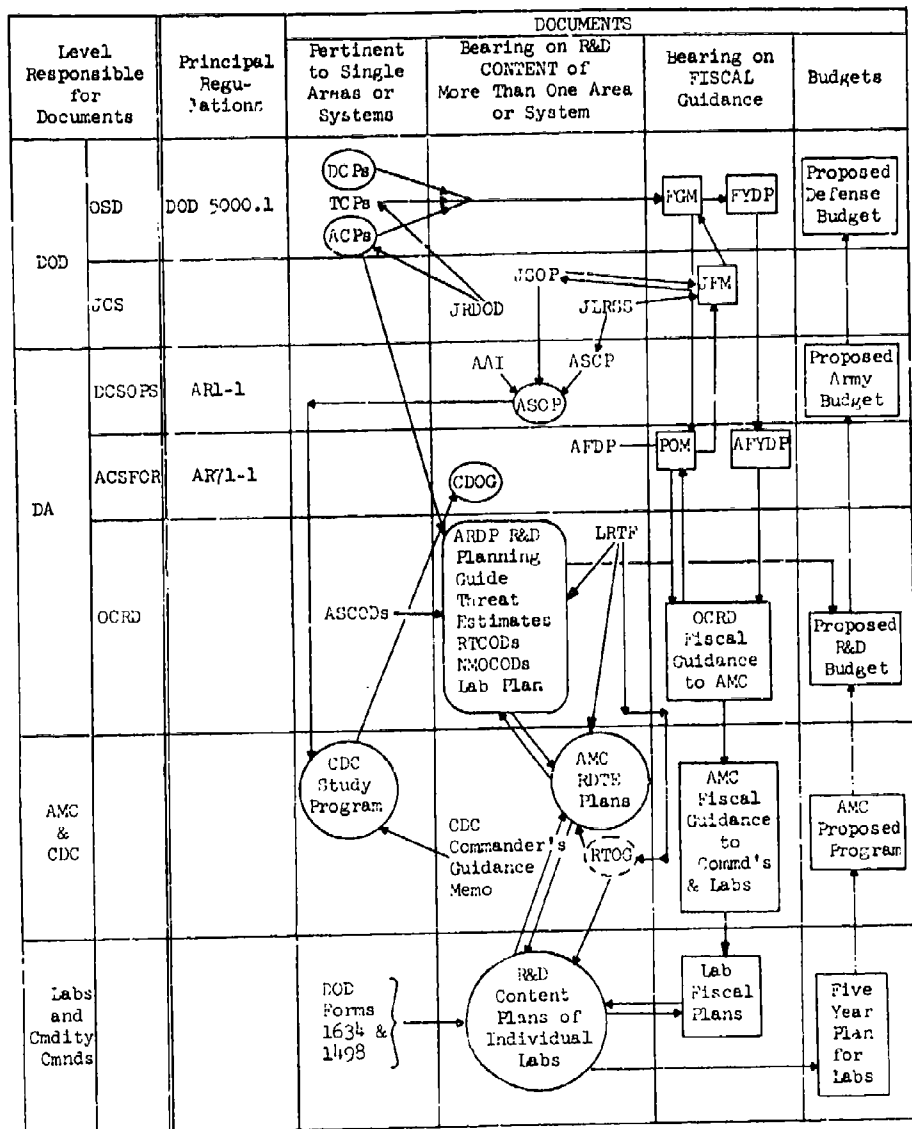 DOCUMENTS
Level
Responsible
for
Documents
Principal
Regu-
lations
Pertinent
to Single
Areas or
Systems
Bearing on R&D
CONTENT of
More Than One Area
or System
Bearing on
FISCAL
Guidance
Budgets
DOD
OSD
DOD 5000.1
DCPs
TCPs
ACPs
FGM
FYDP
Proposed
Defense
Budget
JCS
JRDOD
JSOP
JLRSS
JFM
DA
DCSOPS
AR1-1
AAI
ASCP
ASOP
Proposed
Army
Budget
ACSFOR
AR71-1
CDOG
AFDP
POM
AFYDP
OCRD
ASCODs
ARDP R&D
Planning
Guide
Threat
Estimates
RTCODs
NMOCODs
Lab Plan
LRTF
OCRD
Fiscal
Guidance
to AMC
Proposed
R&D
Budget
AMC
&
CDC
CDC
Study
Program
CDC
Commander's
Guidance
Memo
AMC
RDTE
Plans
RTOG
AMC
Fiscal
Guidance
to
Commd's
& Labs
AMC
Proposed
Program
Labs
and
Cmdity
Cmnds
DOD
Forms
1634 &
1498
R&D
Content
Plans of
Individual
Labs
Lab
Fiscal
Plans
Five
Year
Plan
for
Labs